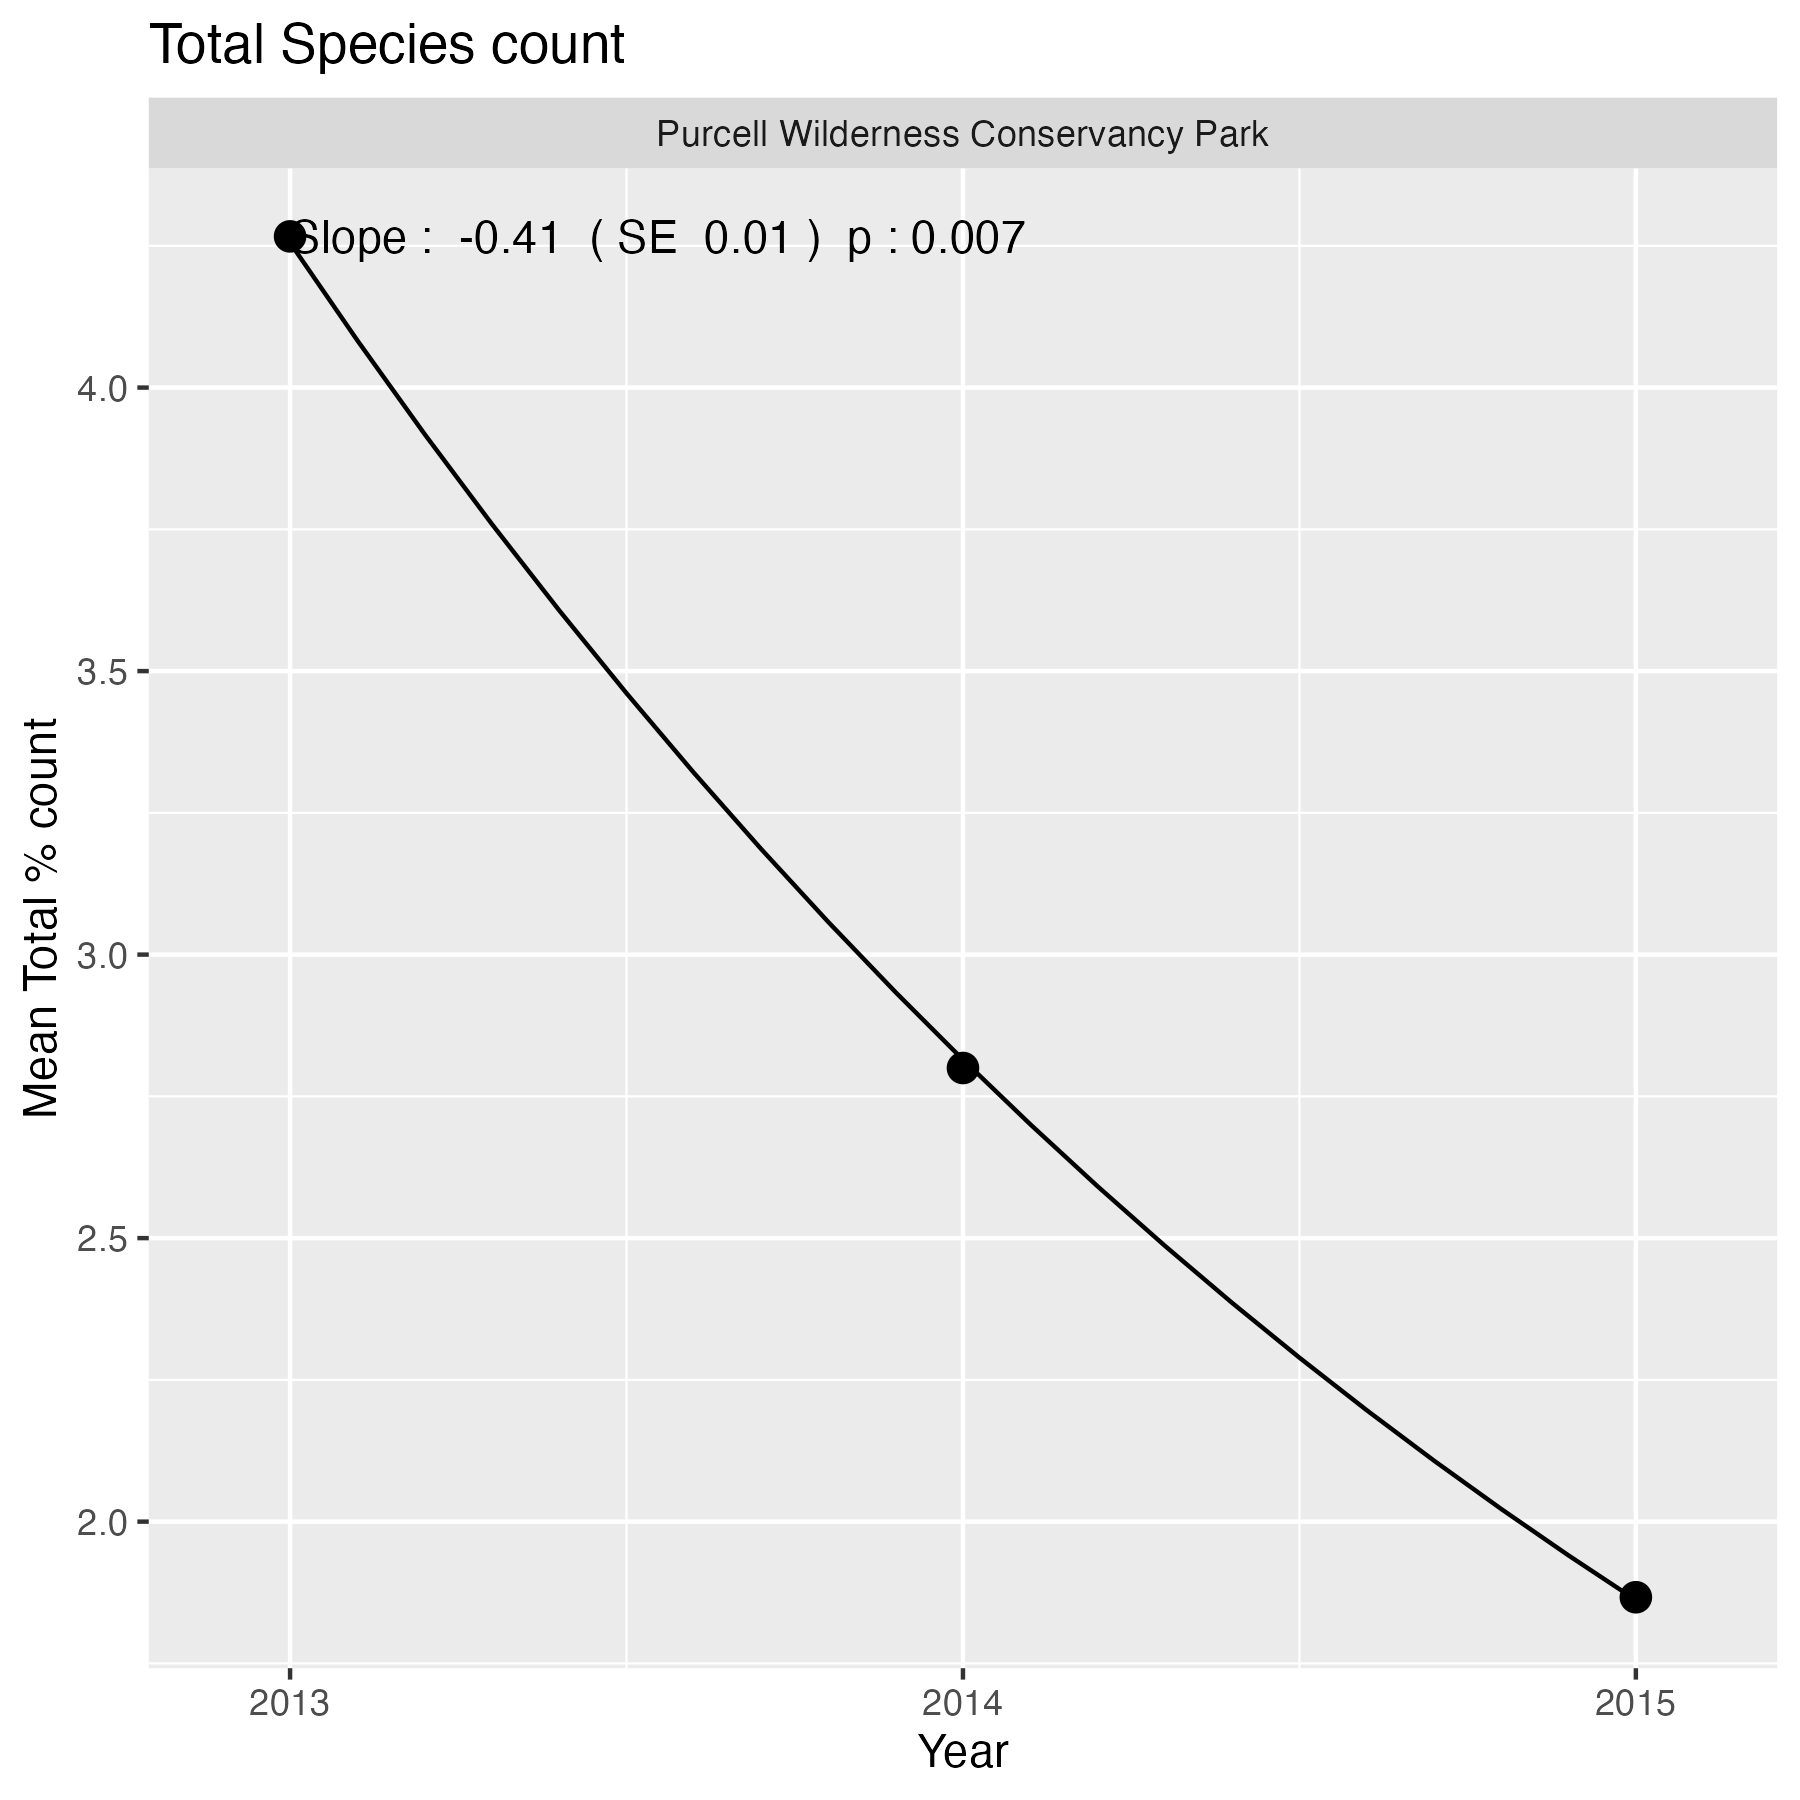 Total Species count
Purcell Wilderness Conservancy Park
Slope :  -0.41  ( SE  0.01 )  p : 0.007
4.0
3.5
3.0
2.5
2.0
Mean Total % count
2013
2014
2015
Year